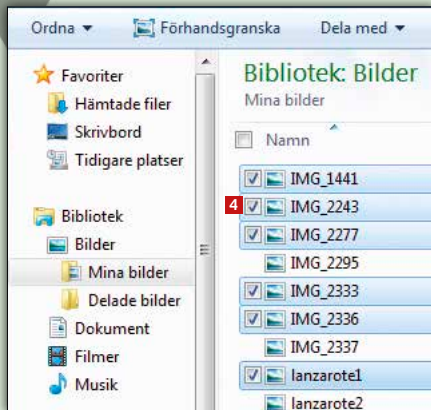 Ordna
Förhandsgranska
Dela med
Favoriter
Hämtade filer
Skrivbord
Tidigare platser
Bibliotek
Bilder
Mina bilder
Delade bilder
Dokument
Filmer
Musik
Bibliotek: Bilder
Mina bilder
Namn
IMG_1441
4
IMG_2243
IMG_2277
IMG_2295
IMG_2333
IMG_2336
IMG_2337
lanzarote1
lanzarote2